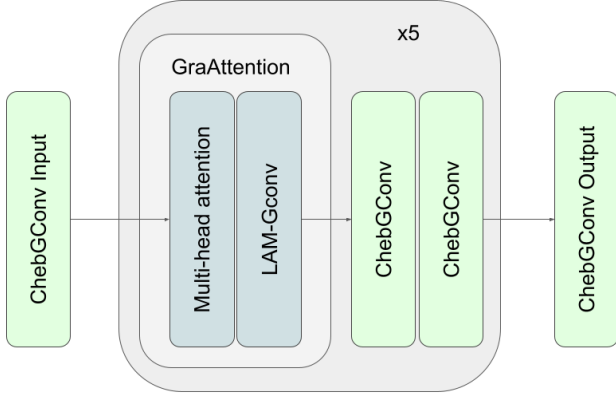 x5
GraAttention
ChebGConv Input
Multi-head attention
LAM-Gconv
ChebGConv
ChebGConv
ChebGConv Output